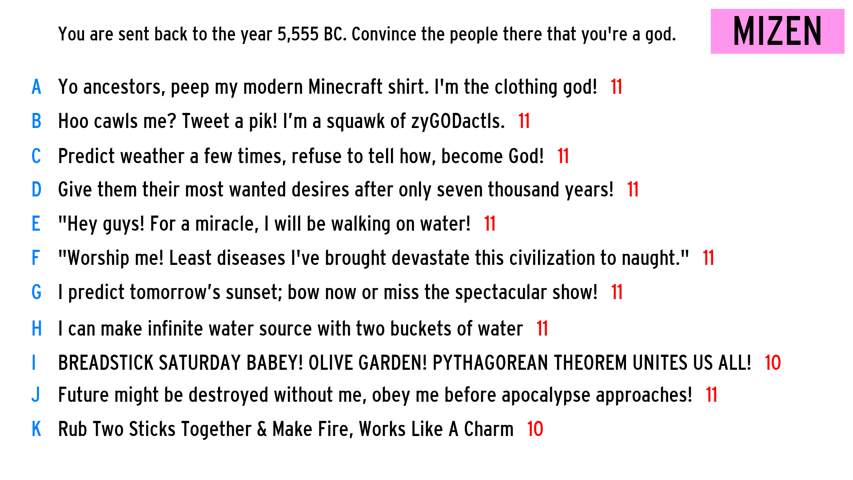 You are sent back to the year 5,555 BC. Convince the people there that you're a god.
MIZEN
A Yo ancestors, peep my modern Minecraft shirt. I'm the clothing god! 11
B Hoo cawls me? Tweet a pik! I’m a squawk of zyGODactls. 11
C Predict weather a few times, refuse to tell how, become God! 11
D Give them their most wanted desires after only seven thousand years! 11
E "Hey guys! For a miracle, I will be walking on water! 11
F "Worship me! Least diseases I've brought devastate this civilization to naught." 11
G I predict tomorrow’s sunset; bow now or miss the spectacular show! 11
H I can make infinite water source with two buckets of water 11
I BREADSTICK SATURDAY BABEY! OLIVE GARDEN! PYTHAGOREAN THEOREM UNITES US ALL! 10
J Future might be destroyed without me, obey me before apocalypse approaches! 11
K Rub Two Sticks Together & Make Fire, Works Like A Charm 10